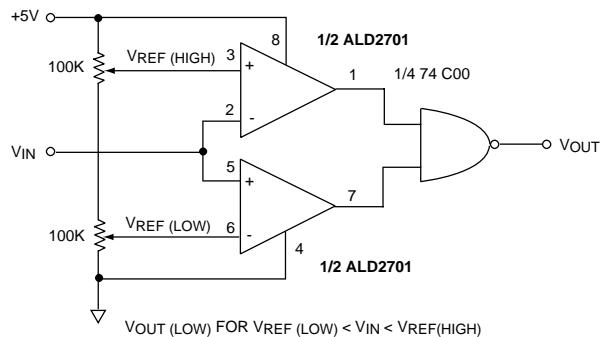 +5V
8
1/2 ALD2701
VREF (HIGH)
3
100K
+
1
1/4 74 C00
2
-
VIN
VOUT
5
+
7
100K
VREF (LOW)
6
-
4
1/2 ALD2701
VOUT (LOW) FOR VREF (LOW) < VIN < VREF(HIGH)